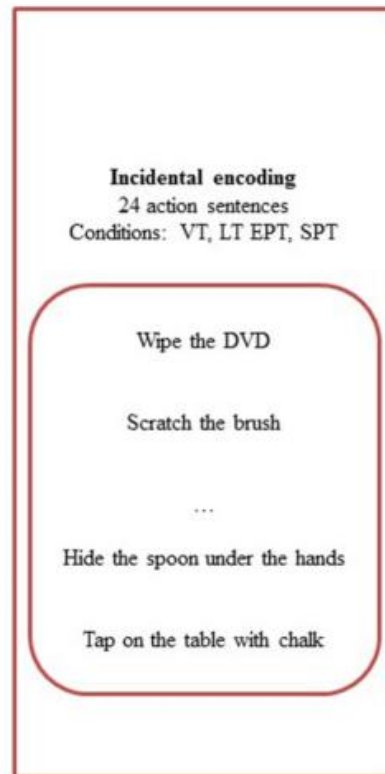 Incidental encoding
24 action sentences
Conditions: VT, LT EPT, SPT
Wipe the DVD
Scratch the brush
...
Hide the spoon under the hands
Tap on the table with chalk